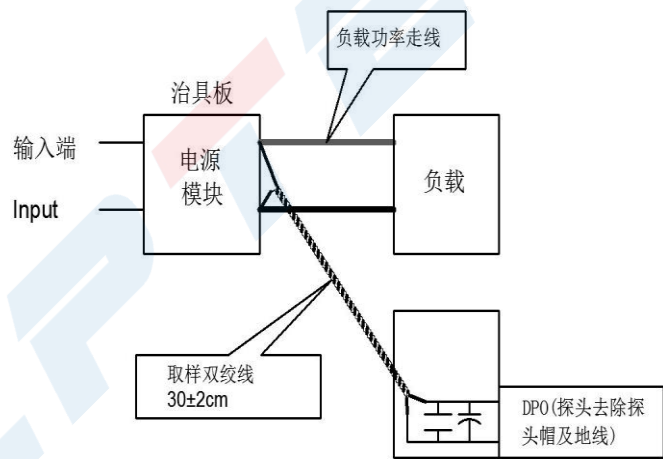 负载功率走线
治具板
输入端
Input
电源
模块
负载
取样双绞线
30±2cm
DPO(探头去除探
头帽及地线)